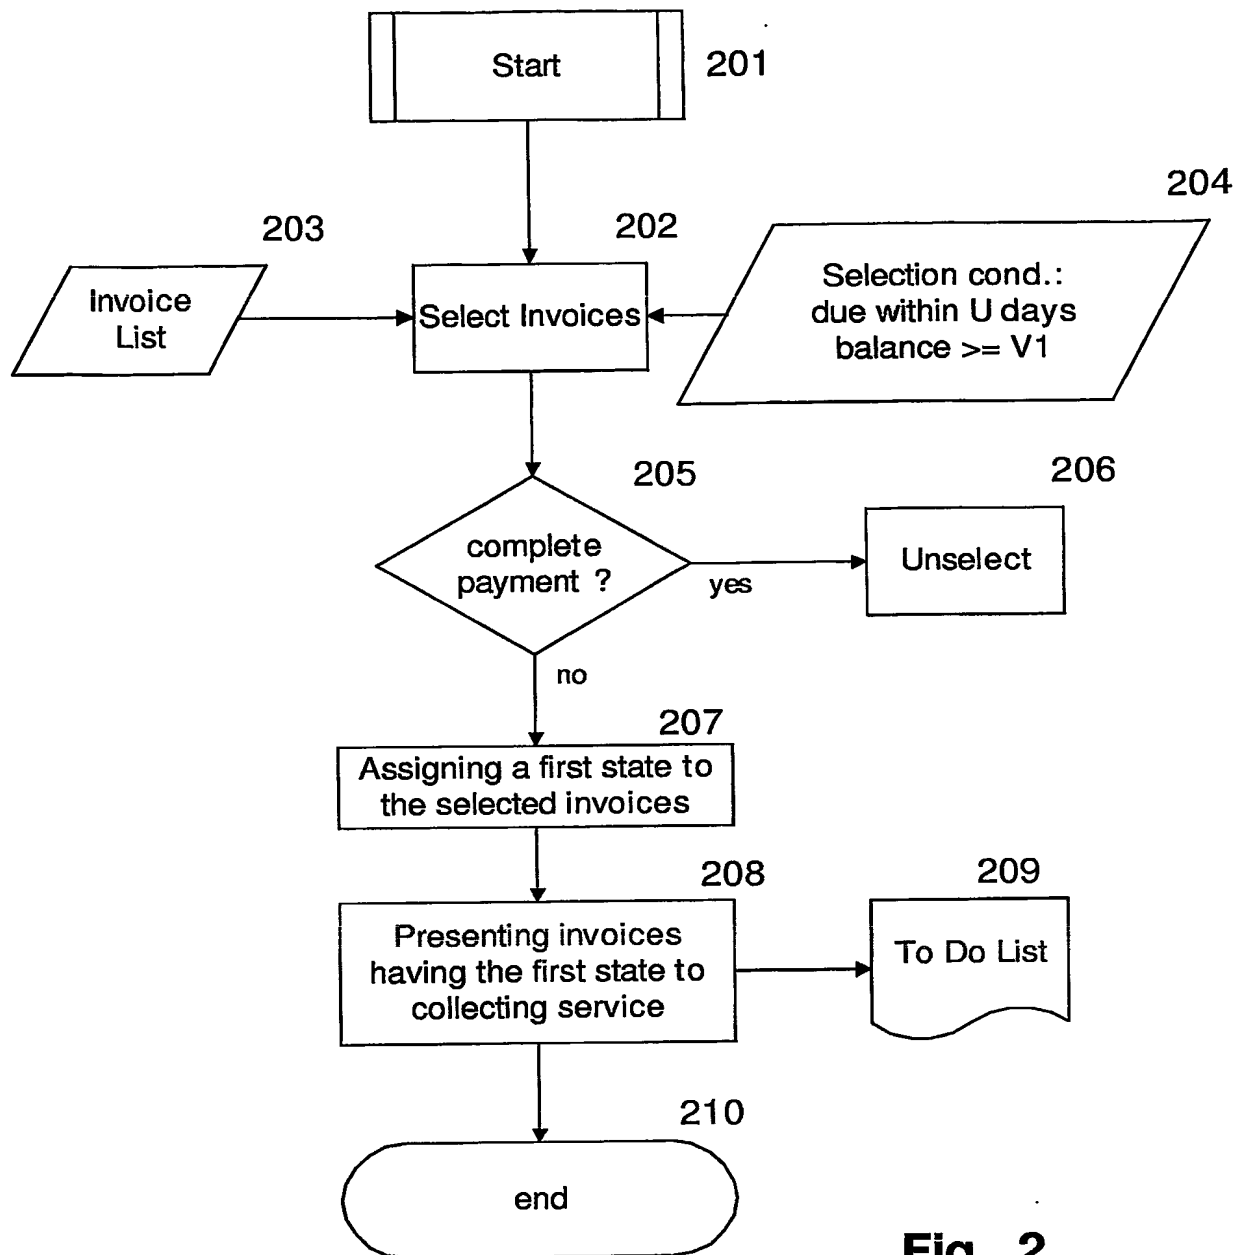 Start
201
204
203
202
Invoice
List
Select Invoices
Selection cond.:
due within U days
balance >= V1
205
206
complete
payment ?
yes
Unselect
no
207
Assigning a first state to
the selected invoices
208
209
Presenting invoices
having the first state to
collecting service
To Do List
210
end
Fig. 2